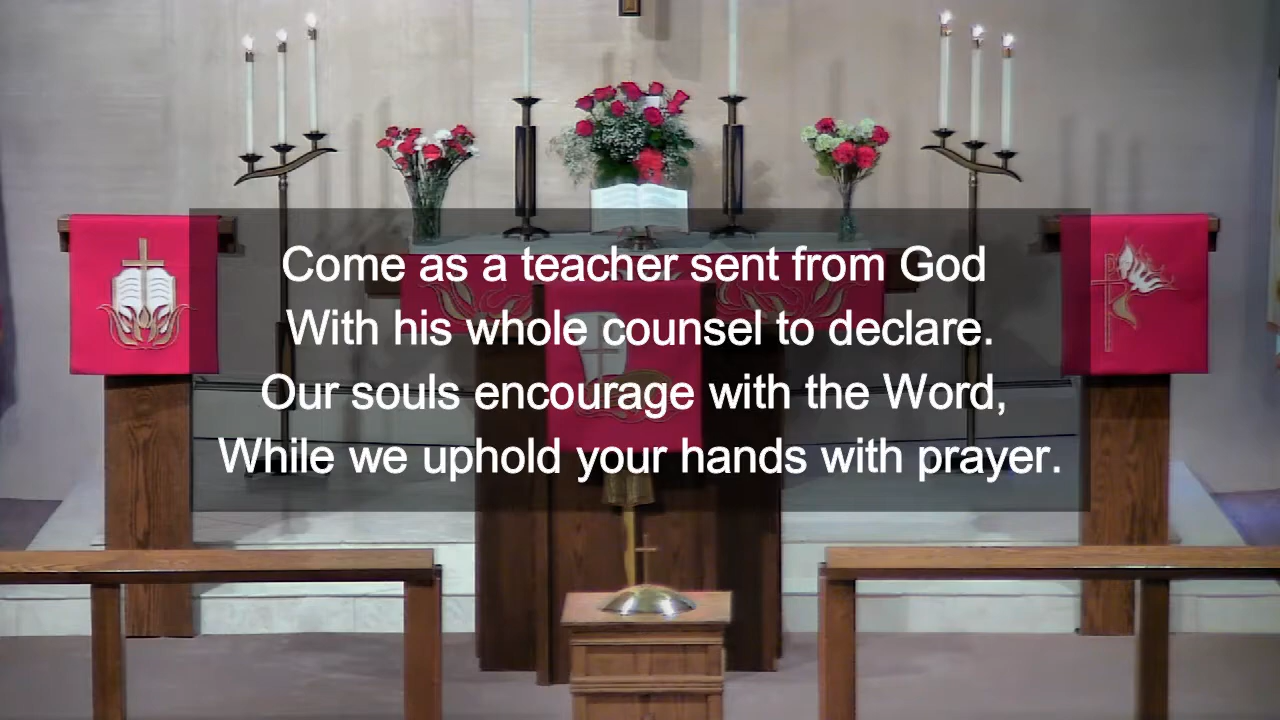 Come as a teacher sent from God
With his whole counsel to declare.
Our souls encourage with the Word,
While we uphold your hands with prayer.